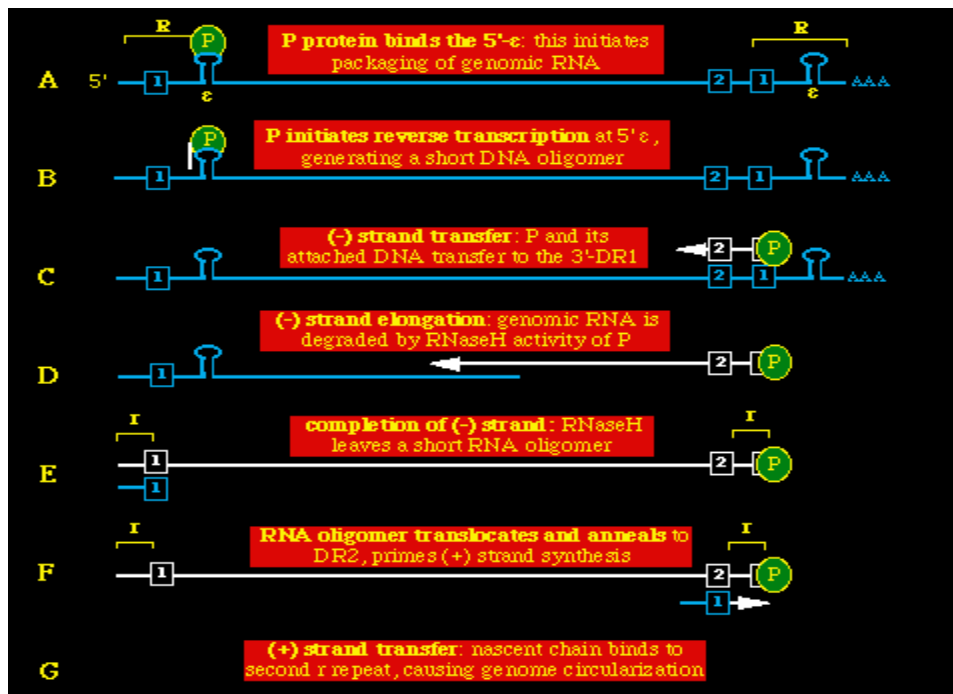 R P R
P protein binds the 5'-ε: this initiates
packaging of genomic RNA
A 5' 1 ε 2 1 ε AAA
P
P initiates reverse transcription at 5' ε,
generating a short DNA oligomer
B 1 2 1 AAA
(-) strand transfer: P and its
attached DNA transfer to the 3'-DR1
2 P
C 1 2 1 AAA
(-) strand elongation: genomic RNA is
degraded by RNaseH activity of P
D 1 2 P
r r
completion of (-) strand: RNaseH
leaves a short RNA oligomer
1 2 P
E 1
r r
RNA oligomer translocates and anneals to
DR2, primes (+) strand synthesis
F 1 2 P
1
(+) strand transfer: nascent chain binds to
second r repeat, causing genome circularization
G